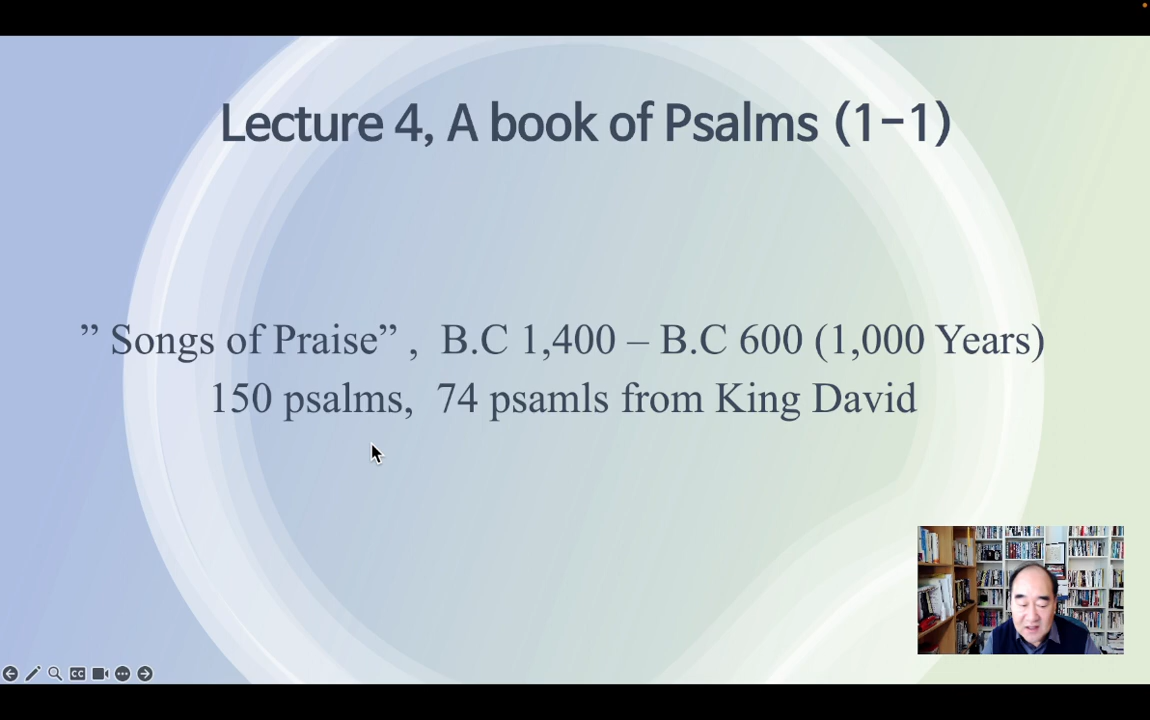 Lecture 4, A book of Psalms (1-1)
” Songs of Praise” , B.C 1,400 – B.C 600 (1,000 Years)
150 psalms, 74 psamls from King David
CC